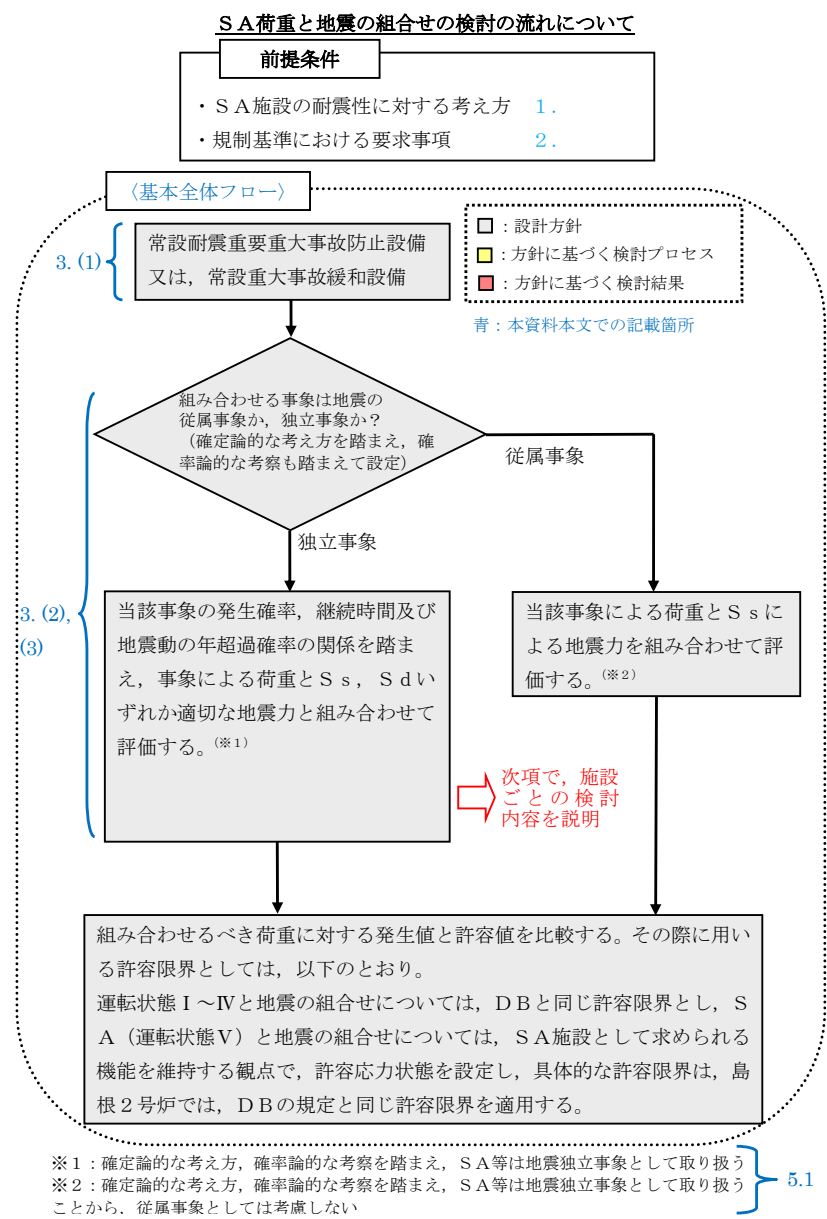 ＳＡ荷重と地震の組合せの検討の流れについて
前提条件
・ＳＡ施設の耐震性に対する考え方　１．
・規制基準における要求事項　２．
〈基本全体フロー〉
3. (1)
常設耐震重要重大事故防止設備
又は，常設重大事故緩和設備
：設計方針
：方針に基づく検討プロセス
：方針に基づく検討結果
青：本資料本文での記載箇所
組み合わせる事象は地震の
従属事象か，独立事象か？
（確定論的な考え方を踏まえ，確
率論的な考察も踏まえて設定）
従属事象
独立事象
3. (2),
(3)
当該事象の発生確率，継続時間及び
地震動の年超過確率の関係を踏ま
え，事象による荷重とＳｓ，Ｓｄい
ずれか適切な地震力と組み合わせて
評価する。(※１)
当該事象による荷重とＳｓに
よる地震力を組み合わせて評
価する。(※２)
次項で，施設
ごとの検討
内容を説明
組み合わせるべき荷重に対する発生値と許容値を比較する。その際に用い
る許容限界としては，以下のとおり。
運転状態Ⅰ～Ⅳと地震の組合せについては，ＤＢと同じ許容限界とし，Ｓ
Ａ（運転状態Ⅴ）と地震の組合せについては，ＳＡ施設として求められる
機能を維持する観点で，許容応力状態を設定し，具体的な許容限界は，島
根２号炉では，ＤＢの規定と同じ許容限界を適用する。
※１：確定論的な考え方，確率論的な考察を踏まえ，ＳＡ等は地震独立事象として取り扱う
※２：確定論的な考え方，確率論的な考察を踏まえ，ＳＡ等は地震独立事象として取り扱う
ことから，従属事象としては考慮しない
5.1